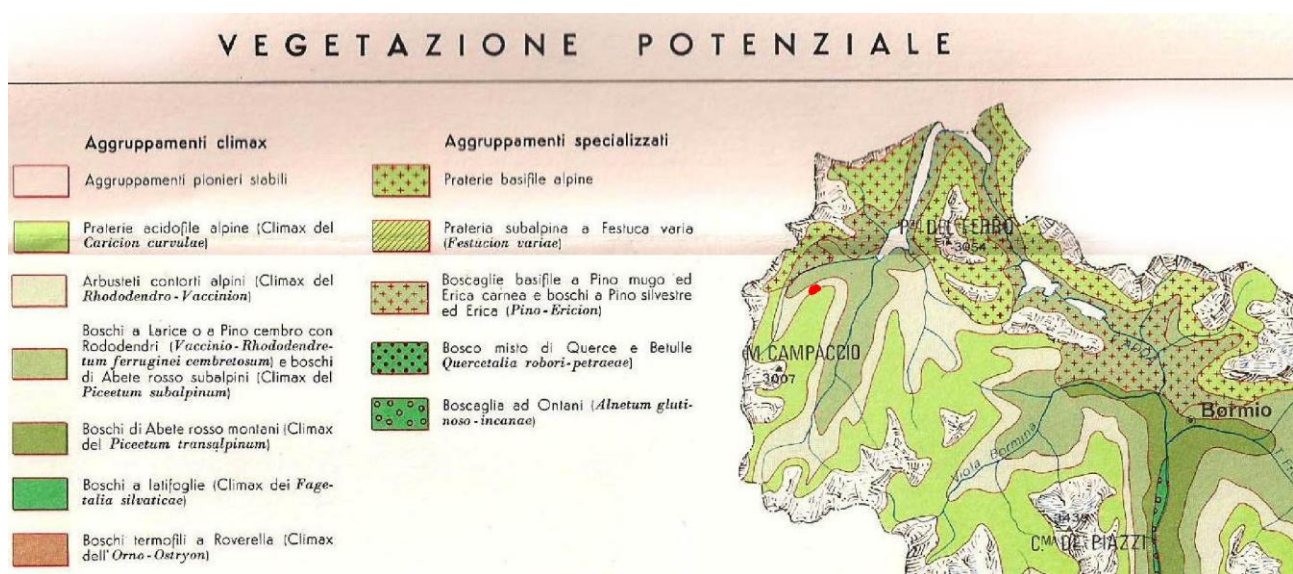 VEGETAZIONE POTENZIALE
Aggruppamenti climax
Aggruppamenti pionieri stabili
Praterie acidofile alpine (Climax del
Caricion curvulae)
Arbusteti contorti alpini (Climax del
Rhododendro-Vaccinion)
Boschi a Larice o a Pino cembro con
Rododendri (Vaccinio-Rhododendre-
tum ferruginei cembretosum) e boschi
di Abete rosso subalpini (Climax del
Piceetum subalpinum)
Boschi di Abete rosso montani (Climax
del Piceetum transalpinum)
Boschi a latifoglie (Climax dei Fage-
talia silvaticae)
Boschi termofili a Roverella (Climax
dell'Orno-Ostryon)
Aggruppamenti specializzati
Praterie basifile alpine
Prateria subalpina a Festuca varia
(Festucion variae)
Boscaglie basifile a Pino mugo ed
Erica carnea e boschi a Pino silvestre
ed Erica (Pino-Ericion)
Bosco misto di Querce e Betulle
Quercetalia robori-petraeae)
Boscaglia ad Ontani (Alnetum gluti-
noso-incanae)
DEL FERRO
3054
M. CAMPACCIO
3007
Bormio
Viola Bormina
CMA DE PIAZZI